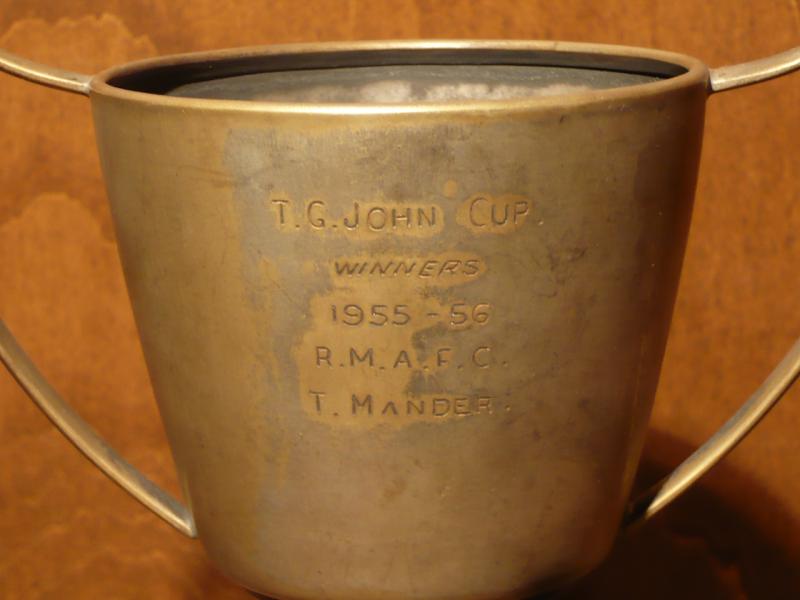 T.G. JOHN CUP.
WINNERS
1955 - 56
R.M.A.F.C.
T. MANDER.